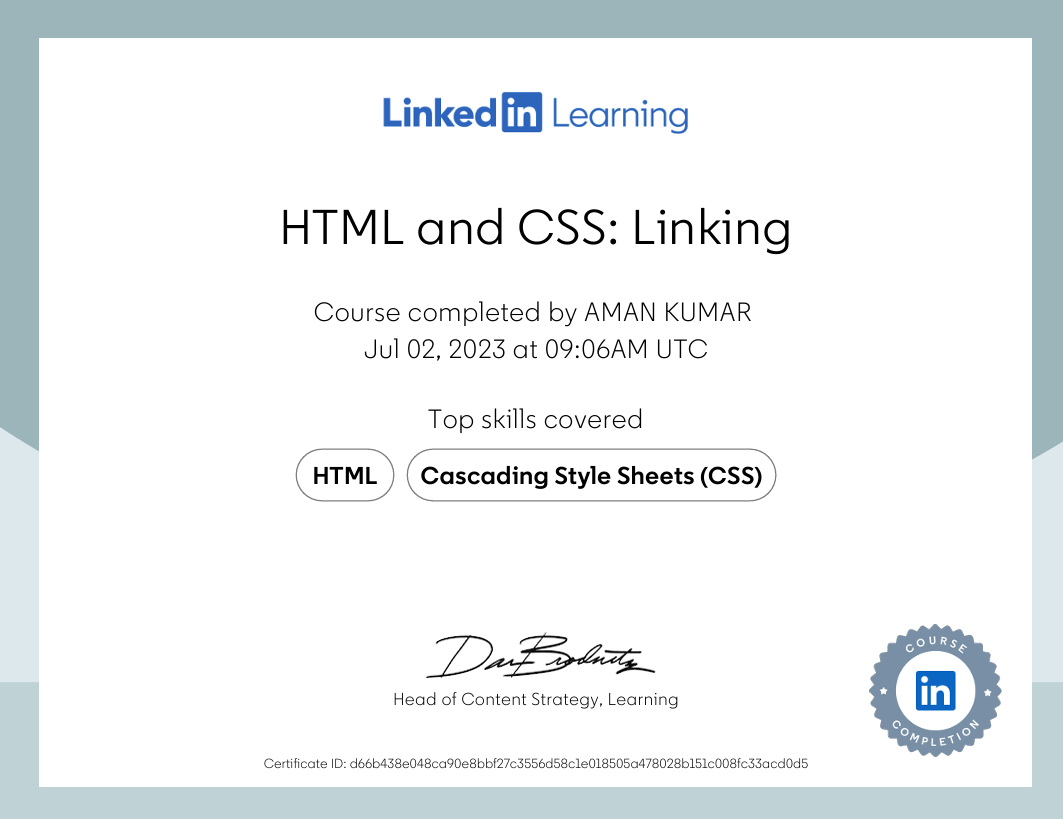 Linked in Learning
HTML and CSS: Linking
Course completed by AMAN KUMAR
Jul 02, 2023 at 09:06AM UTC
Top skills covered
HTML
Cascading Style Sheets (CSS)
Head of Content Strategy, Learning
COURSE
in
COMPLETION
Certificate ID: d66b438e048ca90e8bbf27c3556d58c1e018505a478028b151c008fc33acd0d5